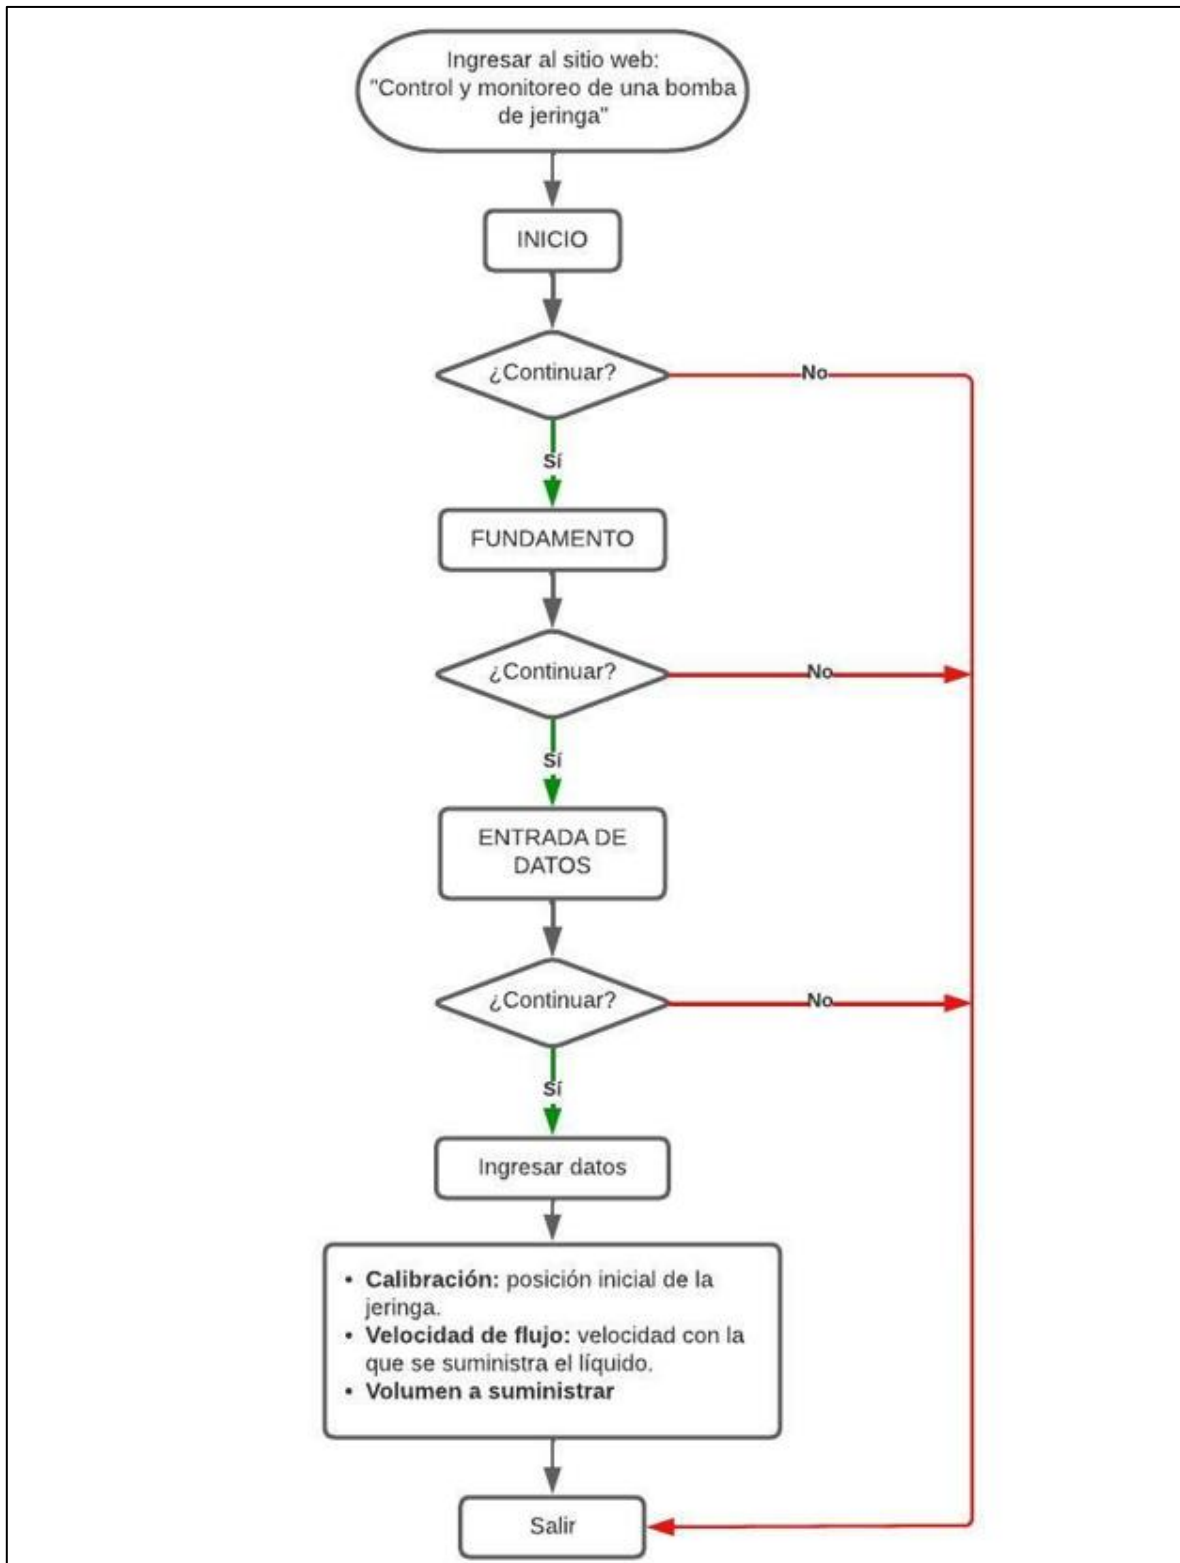 Ingresar al sitio web:
"Control y monitoreo de una bomba
de jeringa"
INICIO
¿Continuar?
No
Sí
FUNDAMENTO
¿Continuar?
No
Sí
ENTRADA DE
DATOS
¿Continuar?
No
Sí
Ingresar datos
• Calibración: posición inicial de la
jeringa.
• Velocidad de flujo: velocidad con la
que se suministra el líquido.
• Volumen a suministrar
Salir